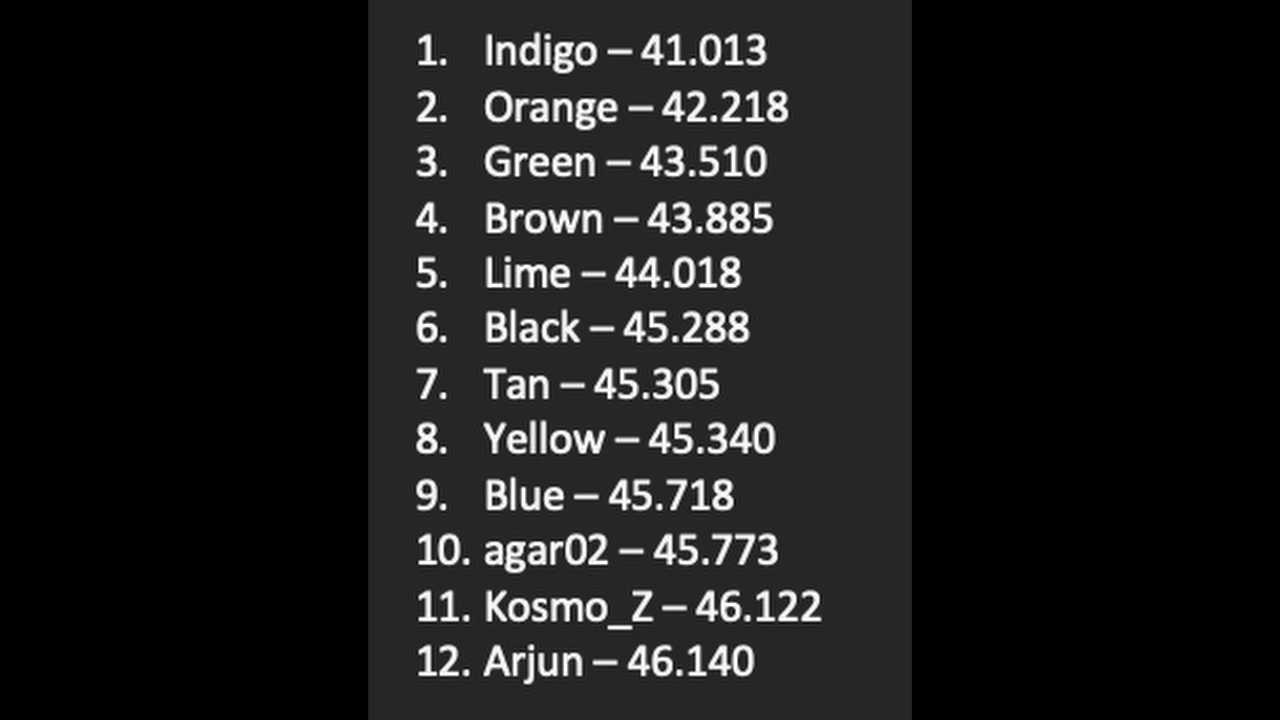 1. Indigo – 41.013
2. Orange – 42.218
3. Green – 43.510
4. Brown – 43.885
5. Lime – 44.018
6. Black – 45.288
7. Tan – 45.305
8. Yellow – 45.340
9. Blue – 45.718
10. agar02 – 45.773
11. Kosmo_Z – 46.122
12. Arjun – 46.140